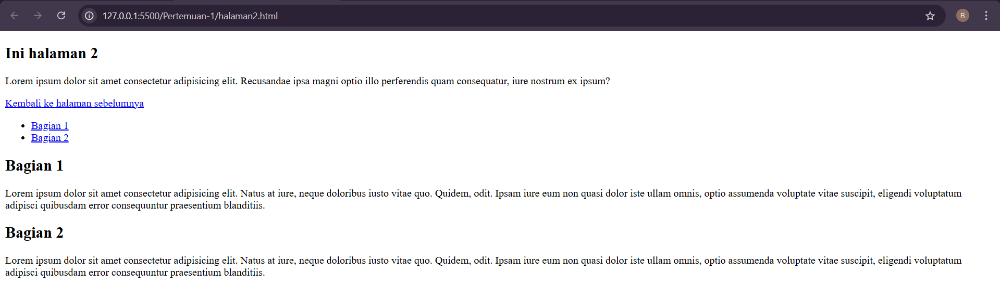 127.0.0.1:5500/Pertemuan-1/halaman2.html
R
Ini halaman 2
Lorem ipsum dolor sit amet consectetur adipisicing elit. Recusandae ipsa magni optio illo perferendis quam consequatur, iure nostrum ex ipsum?
Kembali ke halaman sebelumnya
• Bagian 1
• Bagian 2
Bagian 1
Lorem ipsum dolor sit amet consectetur adipisicing elit. Natus at iure, neque doloribus iusto vitae quo. Quidem, odit. Ipsam iure eum non quasi dolor iste ullam omnis, optio assumenda voluptate vitae suscipit, eligendi voluptatum
adipisci quibusdam error consequuntur praesentium blanditiis.
Bagian 2
Lorem ipsum dolor sit amet consectetur adipisicing elit. Natus at iure, neque doloribus iusto vitae quo. Quidem, odit. Ipsam iure eum non quasi dolor iste ullam omnis, optio assumenda voluptate vitae suscipit, eligendi voluptatum
adipisci quibusdam error consequuntur praesentium blanditiis.